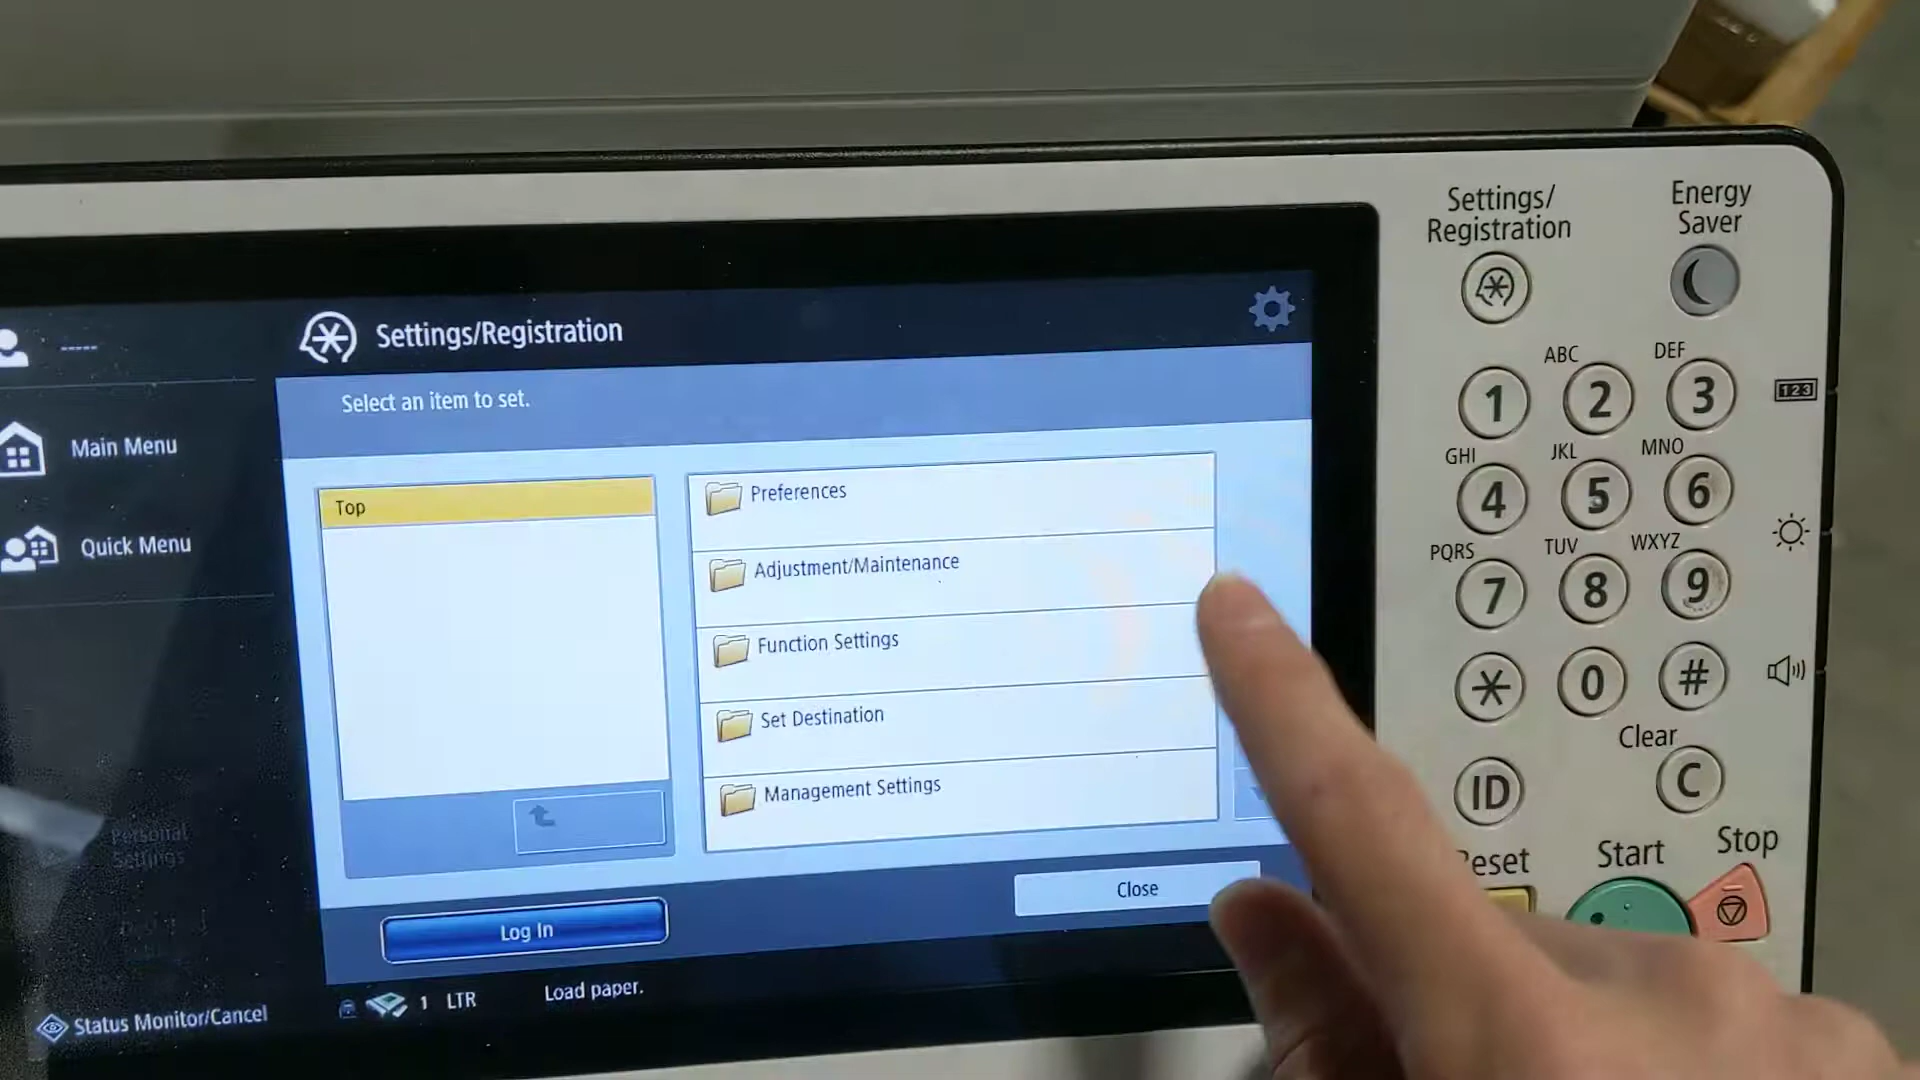 Settings/
Registration
Energy
Saver
-----
Settings/Registration
Select an item to set.
Main Menu
Quick Menu
Top
Preferences
Adjustment/Maintenance
Function Settings
Set Destination
Management Settings
Personal
Settings
Log In
Close
1 LTR
Load paper.
Status Monitor/Cancel
ABC
DEF
1
2
3
123
GHI
JKL
MNO
4
5
6
PQRS
TUV
WXYZ
7
8
9
0
#
Clear
ID
C
eset
Start
Stop